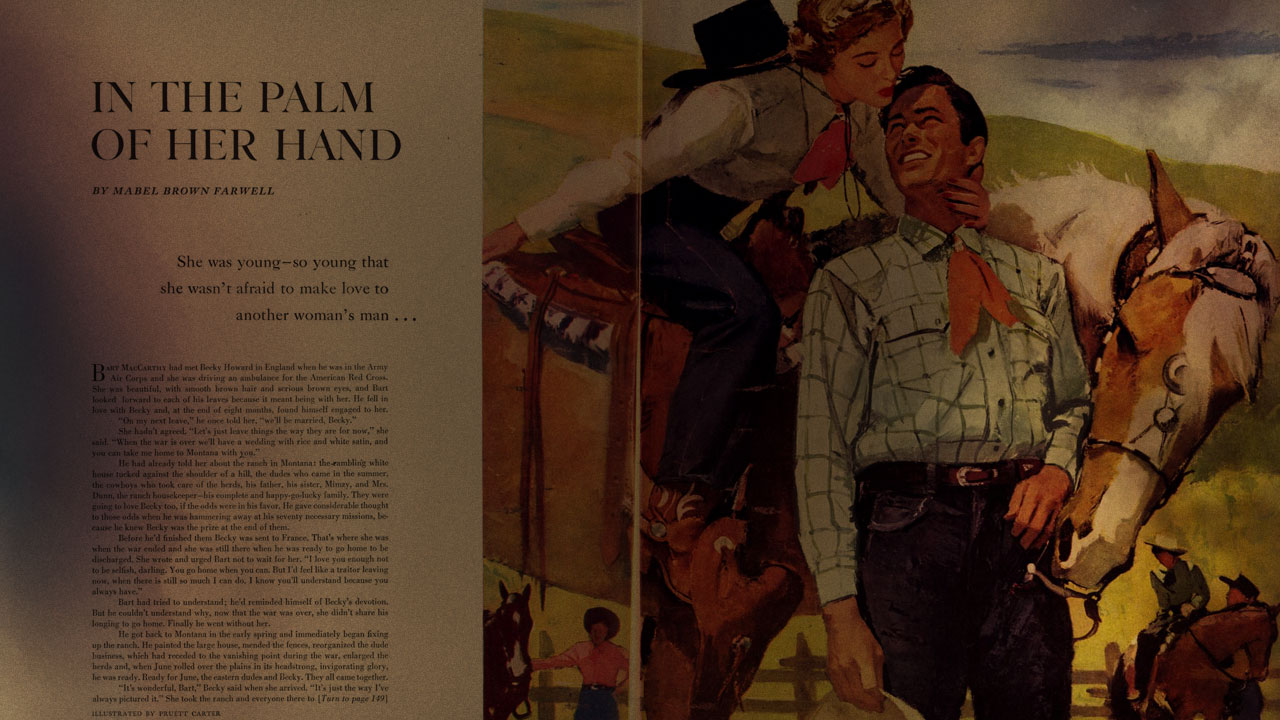 IN THE PALM
OF HER HAND
BY MABEL BROWN FARWELL
She was young—so young that
she wasn't afraid to make love to
another woman's man . . .
BART MACCARTHY had met Becky Howard in England when he was in the Army
Air Corps and she was driving an ambulance for the American Red Cross.
She was beautiful, with smooth brown hair and serious brown eyes, and Bart
looked forward to each of his leaves because it meant being with her. He fell in
love with Becky and, at the end of eight months, found himself engaged to her.
"On my next leave," he once told her, "we'll be married, Becky."
She hadn't agreed. "Let's just leave things the way they are for now," she
said. "When the war is over we'll have a wedding with rice and white satin, and
you can take me home to Montana with you."
He had already told her about the ranch in Montana: the rambling white
house tucked against the shoulder of a hill, the dudes who came in the summer,
the cowboys who took care of the herds, his father, his sister, Mimzy, and Mrs.
Dunn, the ranch housekeeper—his complete and happy-go-lucky family. They were
going to love Becky too, if the odds were in his favor. He gave considerable thought
to those odds when he was hammering away at his seventy necessary missions, be-
cause he knew Becky was the prize at the end of them.
Before he'd finished them Becky was sent to France. That's where she was
when the war ended and she was still there when he was ready to go home to be
discharged. She wrote and urged Bart not to wait for her. "I love you enough not
to be selfish, darling. You go home when you can. But I'd feel like a traitor leaving
now, when there is still so much I can do. I know you'll understand because you
always have."
Bart had tried to understand; he'd reminded himself of Becky's devotion.
But he couldn't understand why, now that the war was over, she didn't share his
longing to go home. Finally he went without her.
He got back to Montana in the early spring and immediately began fixing
up the ranch. He painted the large house, mended the fences, reorganized the dude
business, which had receded to the vanishing point during the war, enlarged the
herds and, when June rolled over the plains in its headstrong, invigorating glory,
he was ready. Ready for June, the eastern dudes and Becky. They all came together.
"It's wonderful, Bart," Becky said when she arrived. "It's just the way I've
always pictured it." She took the ranch and everyone there to [Turn to page 149]
ILLUSTRATED BY PRUETT CARTER